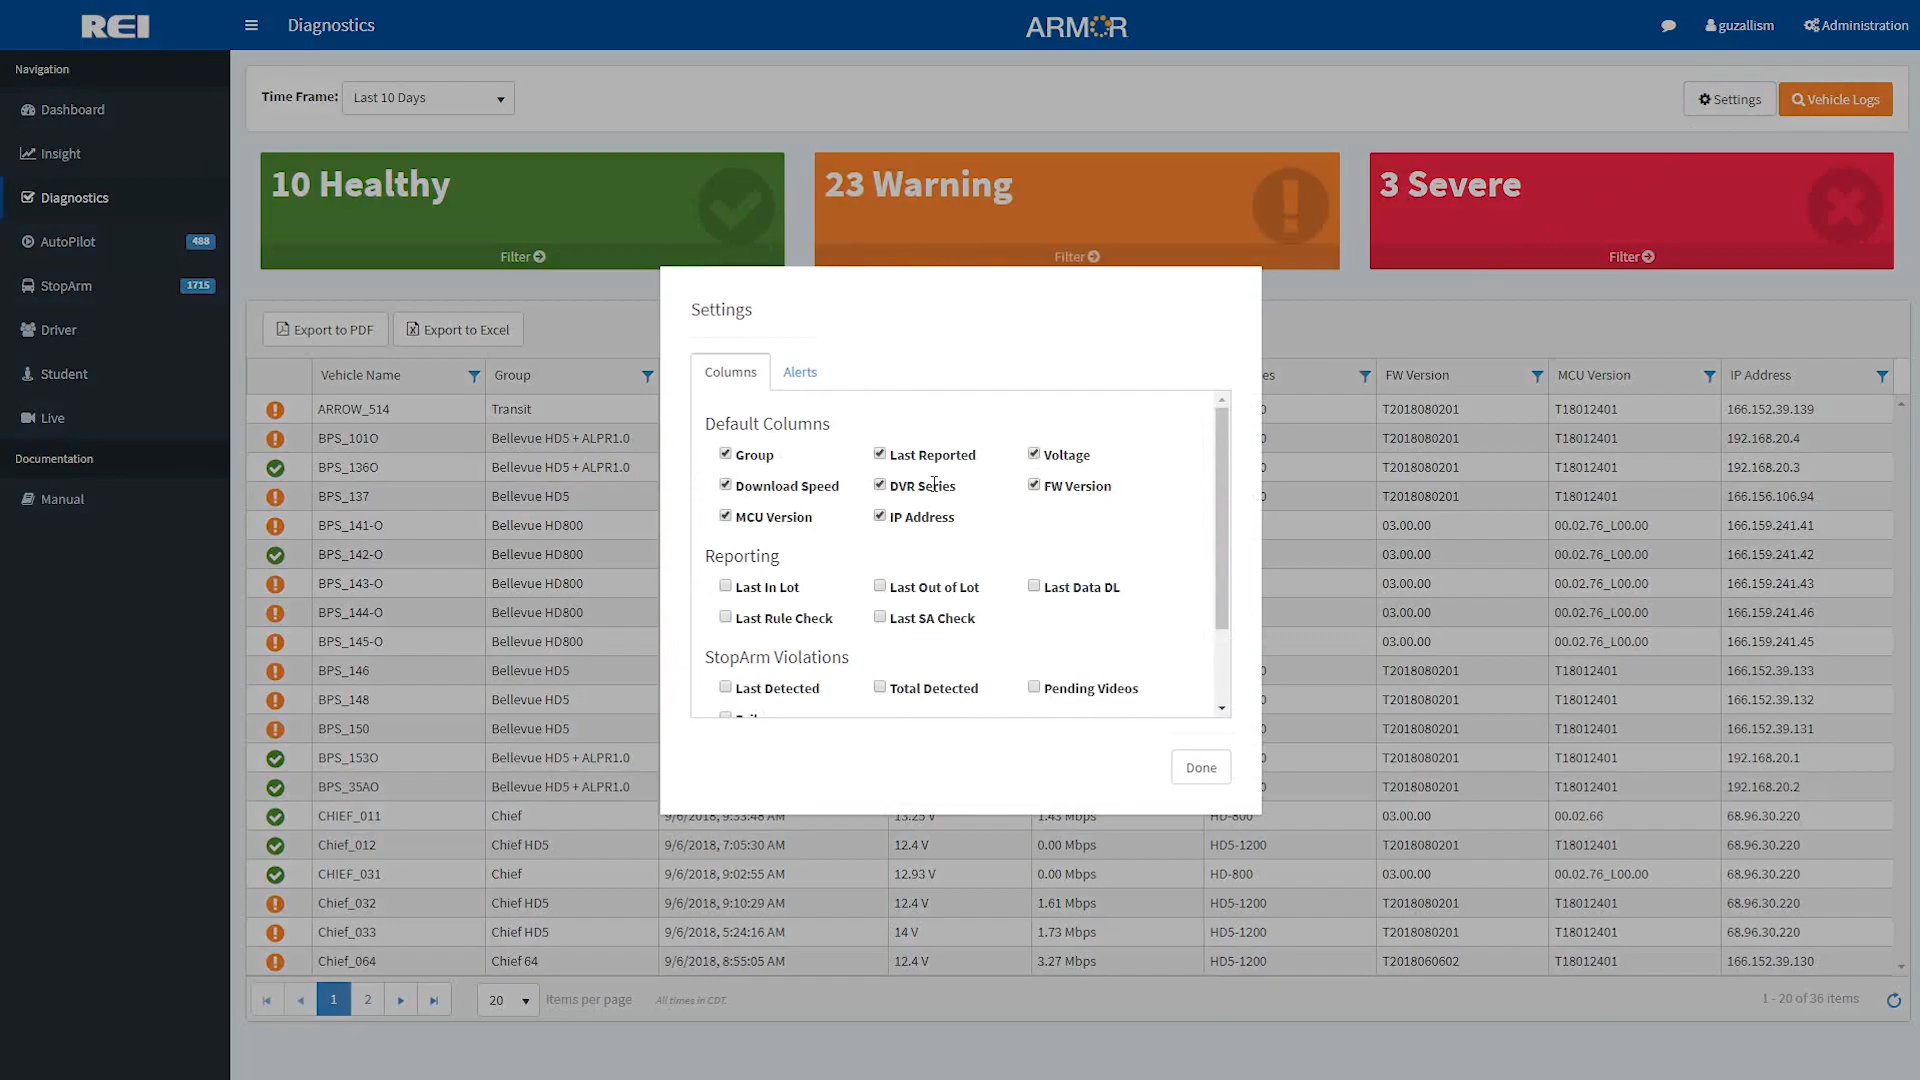 REI
Diagnostics
ARMOR
guzallism
Administration
Navigation
Dashboard
Insight
Diagnostics
AutoPilot 488
StopArm 1715
Driver
Student
Live
Documentation
Manual
Time Frame: Last 10 Days
Settings
Vehicle Logs
10 Healthy
Filter
23 Warning
Filter
3 Severe
Filter
Export to PDF
Export to Excel
Settings
Columns
Alerts
Default Columns
Group Last Reported Voltage
Download Speed DVR Series FW Version
MCU Version IP Address
Reporting
Last In Lot Last Out of Lot Last Data DL
Last Rule Check Last SA Check
StopArm Violations
Last Detected Total Detected Pending Videos
Done
Vehicle Name Group FW Version MCU Version IP Address
ARROW_514 Transit T2018080201 T18012401 166.152.39.139
BPS_101O Bellevue HD5 + ALPR1.0 T2018080201 T18012401 192.168.20.4
BPS_136O Bellevue HD5 + ALPR1.0 T2018080201 T18012401 192.168.20.3
BPS_137 Bellevue HD5 T2018080201 T18012401 166.156.106.94
BPS_141-O Bellevue HD800 03.00.00 00.02.76_L00.00 166.159.241.41
BPS_142-O Bellevue HD800 03.00.00 00.02.76_L00.00 166.159.241.42
BPS_143-O Bellevue HD800 03.00.00 00.02.76_L00.00 166.159.241.43
BPS_144-O Bellevue HD800 03.00.00 00.02.76_L00.00 166.159.241.46
BPS_145-O Bellevue HD800 03.00.00 00.02.76_L00.00 166.159.241.45
BPS_146 Bellevue HD5 T2018080201 T18012401 166.152.39.133
BPS_148 Bellevue HD5 T2018080201 T18012401 166.152.39.132
BPS_150 Bellevue HD5 T2018080201 T18012401 166.152.39.131
BPS_153O Bellevue HD5 + ALPR1.0 T2018080201 T18012401 192.168.20.1
BPS_35AO Bellevue HD5 + ALPR1.0 T2018080201 T18012401 192.168.20.2
CHIEF_011 Chief 9/6/2018, 9:33:48 AM 13.25 V 1.43 Mbps HD-800 03.00.00 00.02.66 68.96.30.220
Chief_012 Chief HD5 9/6/2018, 7:05:30 AM 12.4 V 0.00 Mbps HD5-1200 T2018080201 T18012401 68.96.30.220
CHIEF_031 Chief 9/6/2018, 9:02:55 AM 12.93 V 0.00 Mbps HD-800 03.00.00 00.02.76_L00.00 68.96.30.220
Chief_032 Chief HD5 9/6/2018, 9:10:29 AM 12.4 V 1.61 Mbps HD5-1200 T2018080201 T18012401 68.96.30.220
Chief_033 Chief HD5 9/6/2018, 5:24:16 AM 14 V 1.73 Mbps HD5-1200 T2018080201 T18012401 68.96.30.220
Chief_064 Chief 64 9/6/2018, 8:55:05 AM 12.4 V 3.27 Mbps HD5-1200 T2018060602 T18012401 166.152.39.130
1 2 20 items per page All times in CDT. 1 - 20 of 36 items